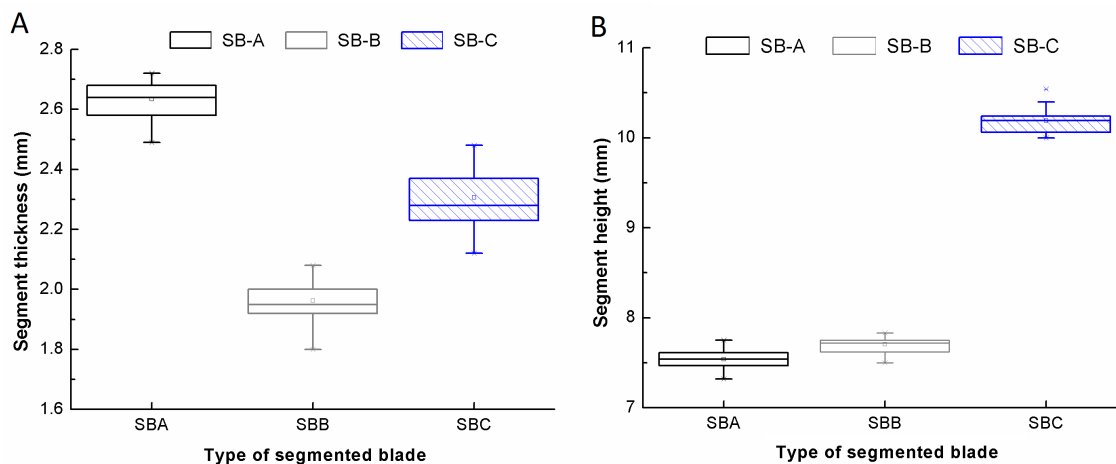 A
SB-A SB-B SB-C
Segment thickness (mm)
2.8
2.6
2.4
2.2
2.0
1.8
1.6
SBA SBB SBC
Type of segmented blade
B
SB-A SB-B SB-C
Segment height (mm)
11
10
9
8
7
SBA SBB SBC
Type of segmented blade